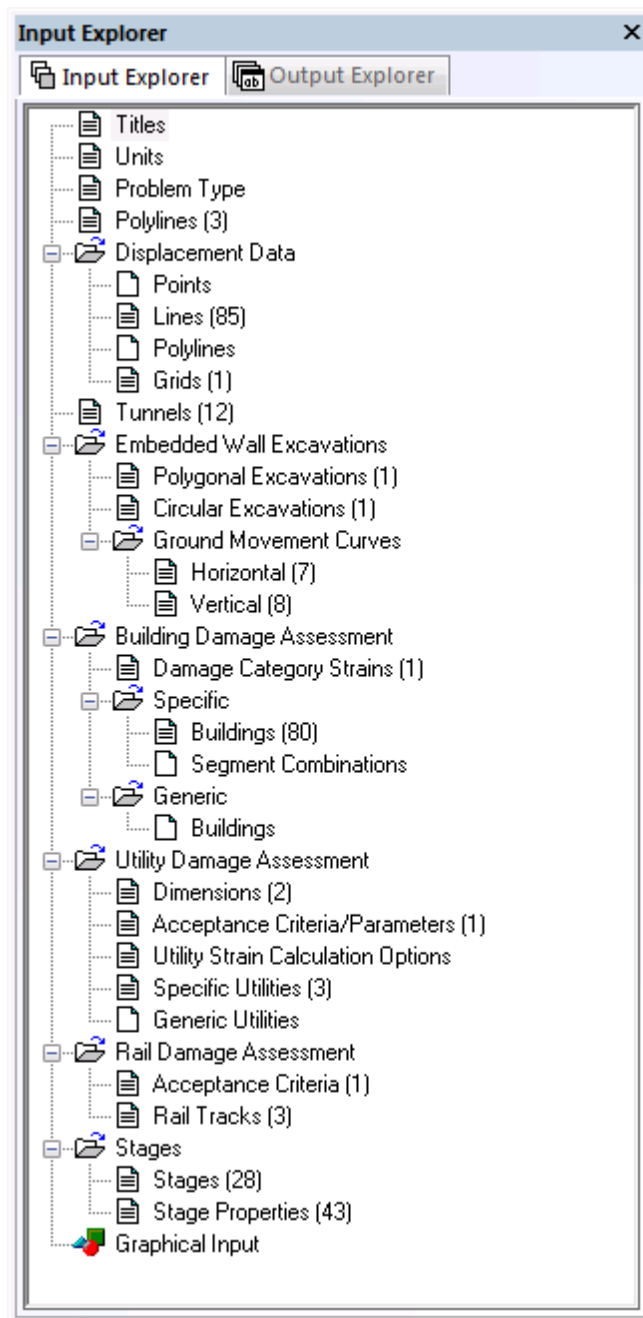 Input Explorer
Input Explorer Output Explorer
Titles
Units
Problem Type
Polylines (3)
Displacement Data
Points
Lines (85)
Polylines
Grids (1)
Tunnels (12)
Embedded Wall Excavations
Polygonal Excavations (1)
Circular Excavations (1)
Ground Movement Curves
Horizontal (7)
Vertical (8)
Building Damage Assessment
Damage Category Strains (1)
Specific
Buildings (80)
Segment Combinations
Generic
Buildings
Utility Damage Assessment
Dimensions (2)
Acceptance Criteria/Parameters (1)
Utility Strain Calculation Options
Specific Utilities (3)
Generic Utilities
Rail Damage Assessment
Acceptance Criteria (1)
Rail Tracks (3)
Stages
Stages (28)
Stage Properties (43)
Graphical Input